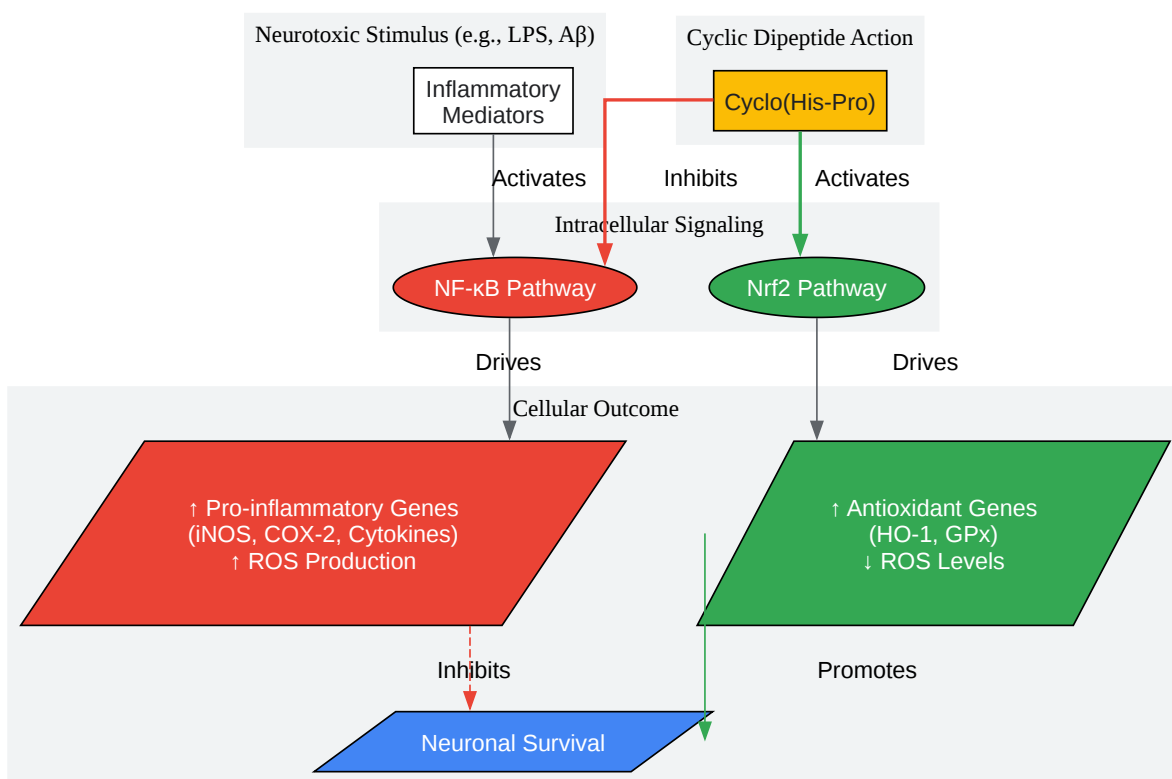 Neurotoxic Stimulus (e.g., LPS, Aβ)
Cyclic Dipeptide Action
Inflammatory
Mediators
Cyclo(His-Pro)
Activates
Inhibits
Activates
Intracellular Signaling
NF-κB Pathway
Nrf2 Pathway
Drives
Drives
Cellular Outcome
↑ Pro-inflammatory Genes
(iNOS, COX-2, Cytokines)
↑ ROS Production
↑ Antioxidant Genes
(HO-1, GPx)
↓ ROS Levels
Inhibits
Promotes
Neuronal Survival